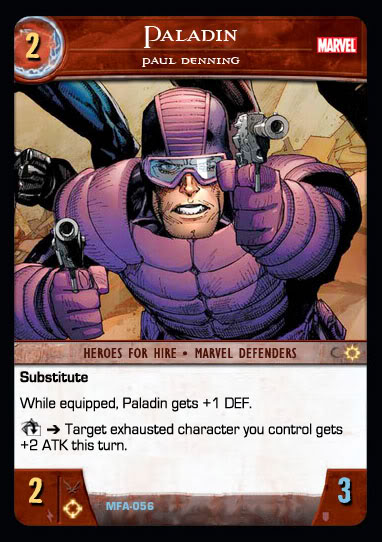 2
PALADIN
PAUL DENNING
MARVEL
HEROES FOR HIRE • MARVEL DEFENDERS
Substitute
While equipped, Paladin gets +1 DEF.
➔ Target exhausted character you control gets
+2 ATK this turn.
2
MFA-056
3